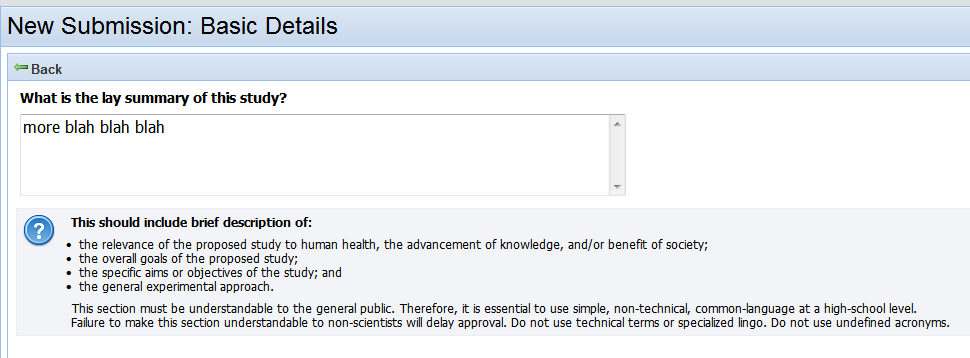 New Submission: Basic Details
Back
What is the lay summary of this study?
more blah blah blah
This should include brief description of:
• the relevance of the proposed study to human health, the advancement of knowledge, and/or benefit of society;
• the overall goals of the proposed study;
• the specific aims or objectives of the study; and
• the general experimental approach.
This section must be understandable to the general public. Therefore, it is essential to use simple, non-technical, common-language at a high-school level.
Failure to make this section understandable to non-scientists will delay approval. Do not use technical terms or specialized lingo. Do not use undefined acronyms.